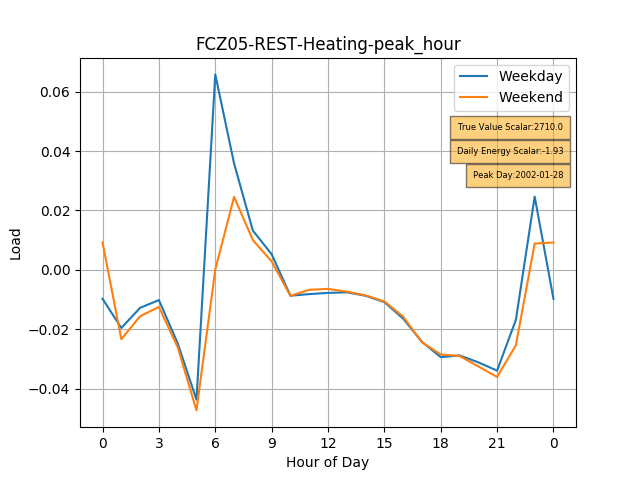 FCZ05-REST-Heating-peak_hour
Weekday
Weekend
True Value Scalar:2710.0
Daily Energy Scalar:-1.93
Peak Day:2002-01-28
Load
0.06
0.04
0.02
0.00
−0.02
−0.04
0 3 6 9 12 15 18 21 0
Hour of Day